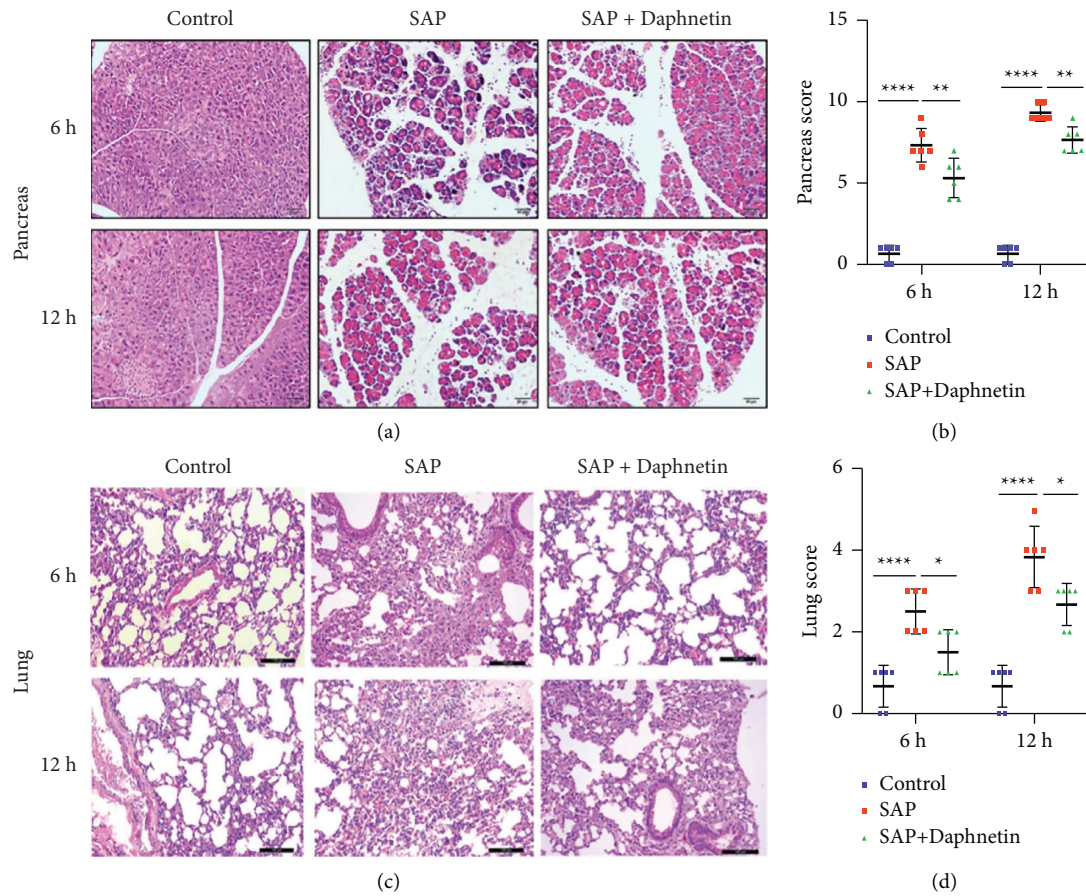 Control SAP SAP + Daphnetin
Pancreas
6 h
12 h
(a)
Pancreas score
15
10
5
0
**** ** **** **
6 h 12 h
Control
SAP
SAP+Daphnetin
(b)
Control SAP SAP + Daphnetin
Lung
6 h
12 h
(c)
Lung score
6
4
2
0
**** * **** *
6 h 12 h
Control
SAP
SAP+Daphnetin
(d)